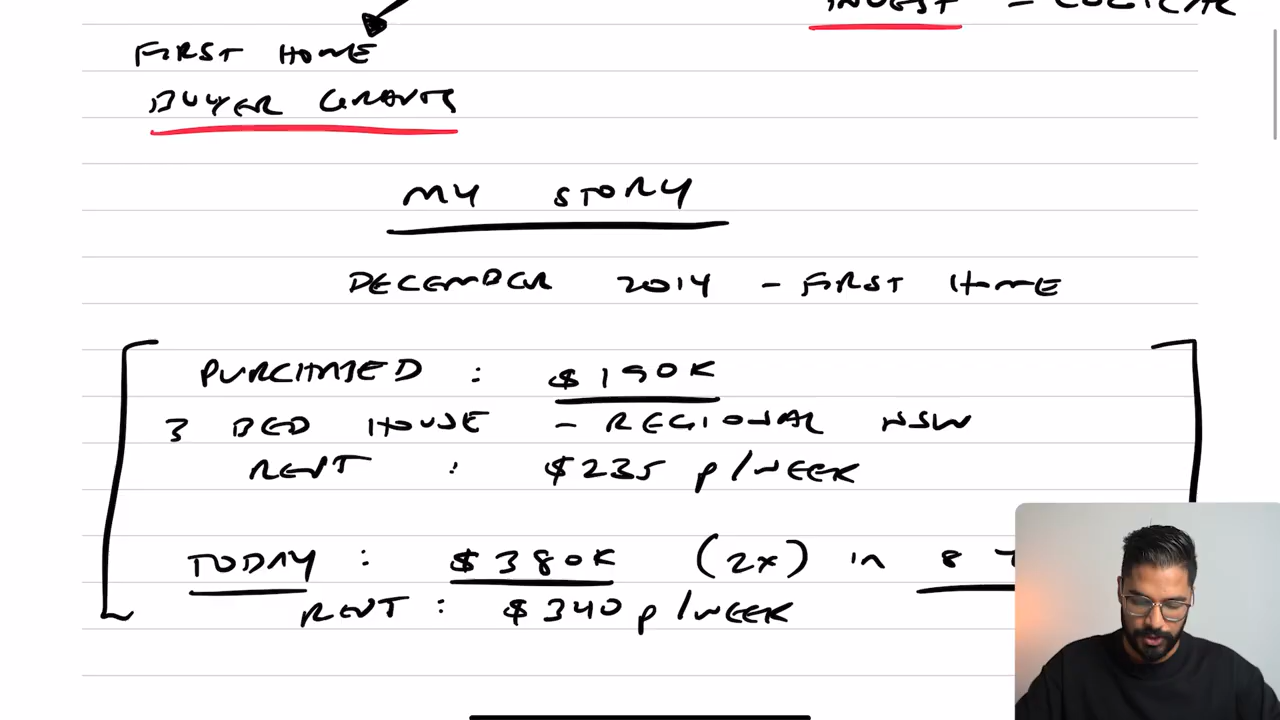 INVEST =
FIRST HOME
BUYER GRANTS
MY STORY
DECEMBER 2014 - FIRST HOME
PURCHASED : $190K
3 BED HOUSE - REGIONAL NSW
RENT : $235 p/WEEK
TODAY : $380K (2x) in 8
RENT : $340 p/WEEK